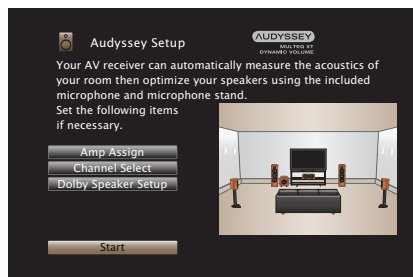 Audyssey Setup
AUDYSSEY
MULTEQ XT
DYNAMIC VOLUME
Your AV receiver can automatically measure the acoustics of
your room then optimize your speakers using the included
microphone and microphone stand.
Set the following items
if necessary.
Amp Assign
Channel Select
Dolby Speaker Setup
Start